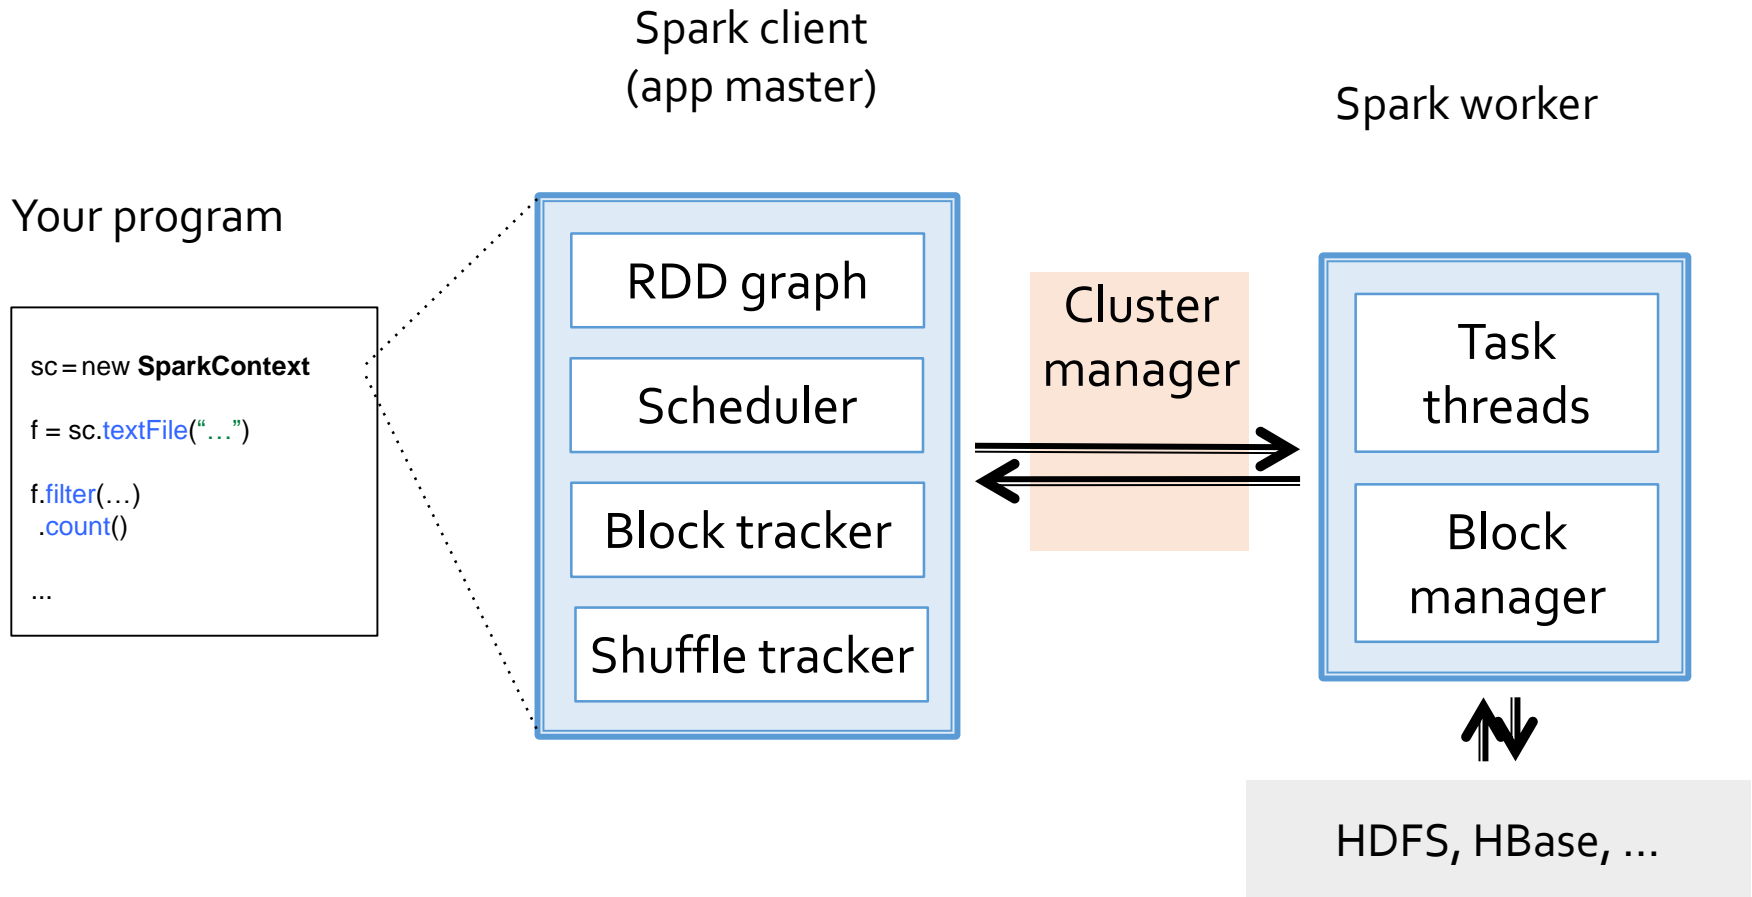 Spark client
(app master)
Spark worker
Your program
sc = new SparkContext
f = sc.textFile(“…”)
f.filter(…)
.count()
...
RDD graph
Scheduler
Block tracker
Shuffle tracker
Cluster
manager
Task
threads
Block
manager
HDFS, HBase, …